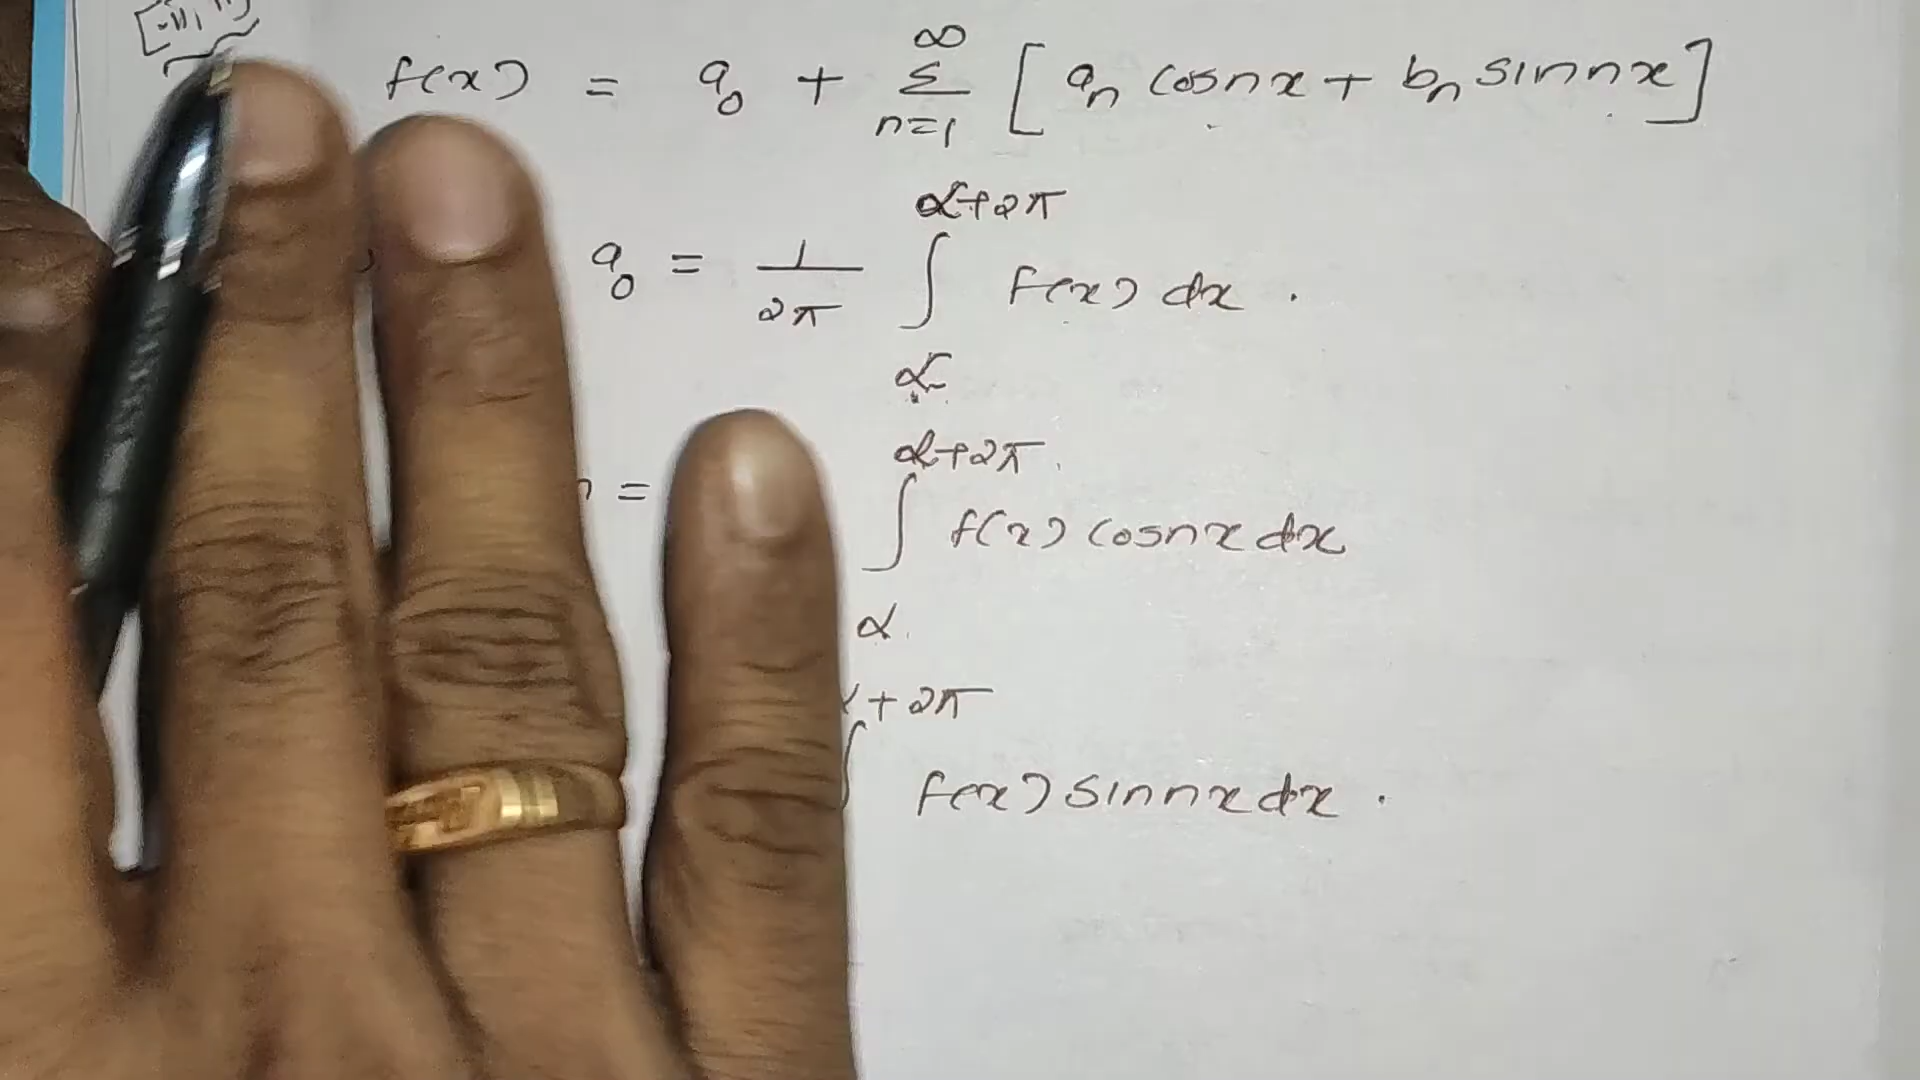 f(x) = a₀ + ∞ Σ n=1 [ aₙ cosnx + bₙ sinnx ]
a₀ = 1/2π ∫ α α+2π f(x) dx .
n = ∫ α α+2π f(x) cosnx dx
+ 2π ∫ f(x) sinnx dx .